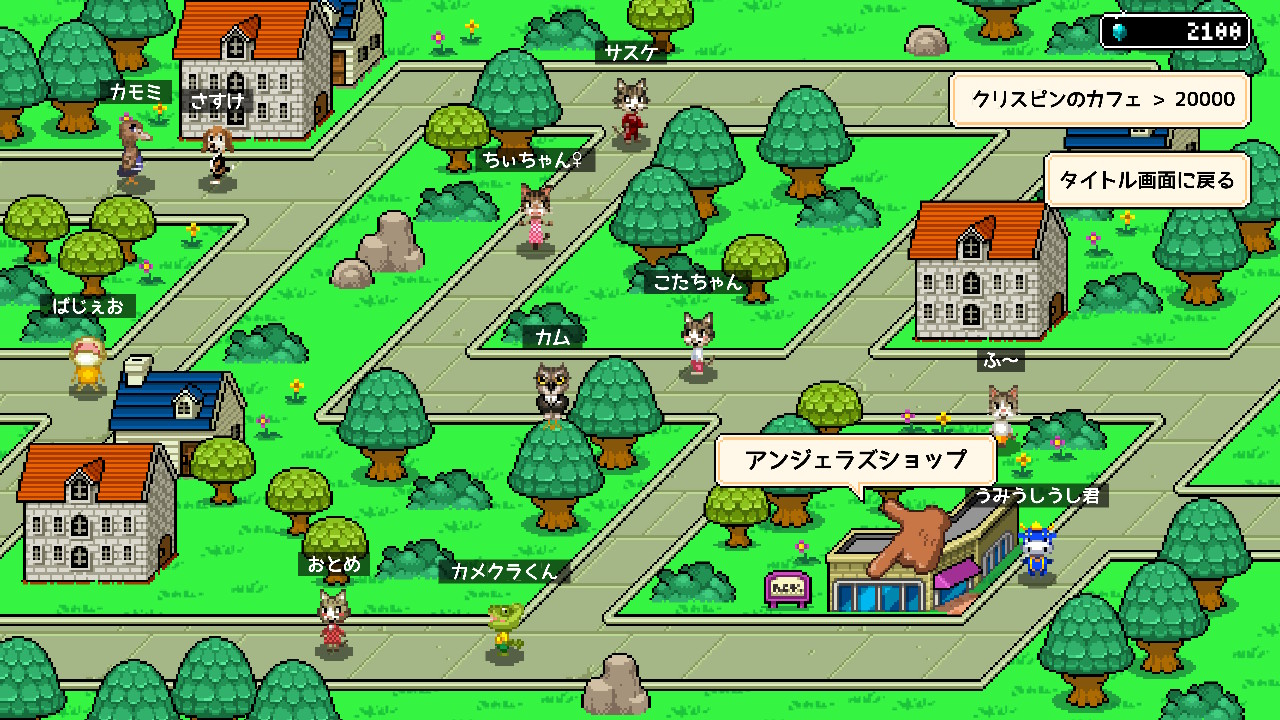 2100
サスケ
クリスピンのカフェ > 20000
カモミ
さすけ
ちぃちゃん♀
タイトル画面に戻る
こたちゃん
ぱじぇお
カム
ふ〜
アンジェラズショップ
うみうしうし君
おとめ
カメクラくん